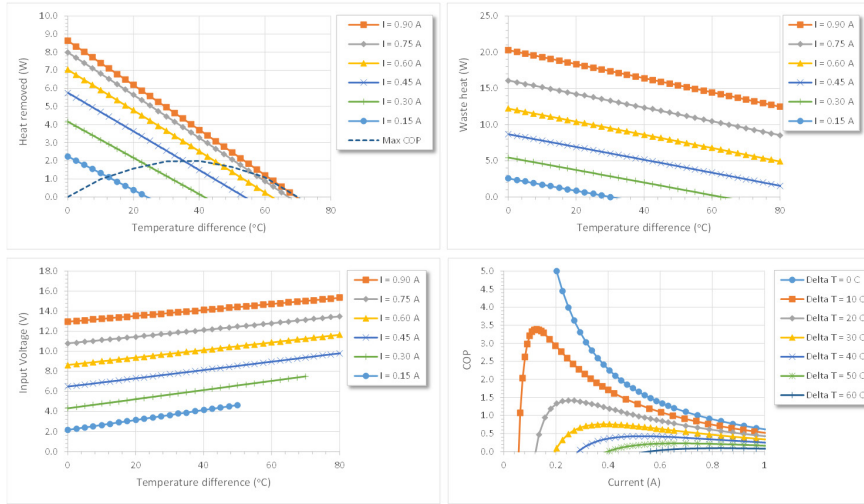 Heat removed (W)
10.0
9.0
8.0
7.0
6.0
5.0
4.0
3.0
2.0
1.0
0.0
0
20
40
60
80
Temperature difference (°C)
I = 0.90 A
I = 0.75 A
I = 0.60 A
I = 0.45 A
I = 0.30 A
I = 0.15 A
Max COP
Waste heat (W)
25.0
20.0
15.0
10.0
5.0
0.0
0
20
40
60
80
Temperature difference (°C)
I = 0.90 A
I = 0.75 A
I = 0.60 A
I = 0.45 A
I = 0.30 A
I = 0.15 A
Input Voltage (V)
18.0
16.0
14.0
12.0
10.0
8.0
6.0
4.0
2.0
0.0
0
20
40
60
80
Temperature difference (°C)
I = 0.90 A
I = 0.75 A
I = 0.60 A
I = 0.45 A
I = 0.30 A
I = 0.15 A
COP
5.0
4.5
4.0
3.5
3.0
2.5
2.0
1.5
1.0
0.5
0.0
0
0.2
0.4
0.6
0.8
1
Current (A)
Delta T = 0 C
Delta T = 10 C
Delta T = 20 C
Delta T = 30 C
Delta T = 40 C
Delta T = 50 C
Delta T = 60 C